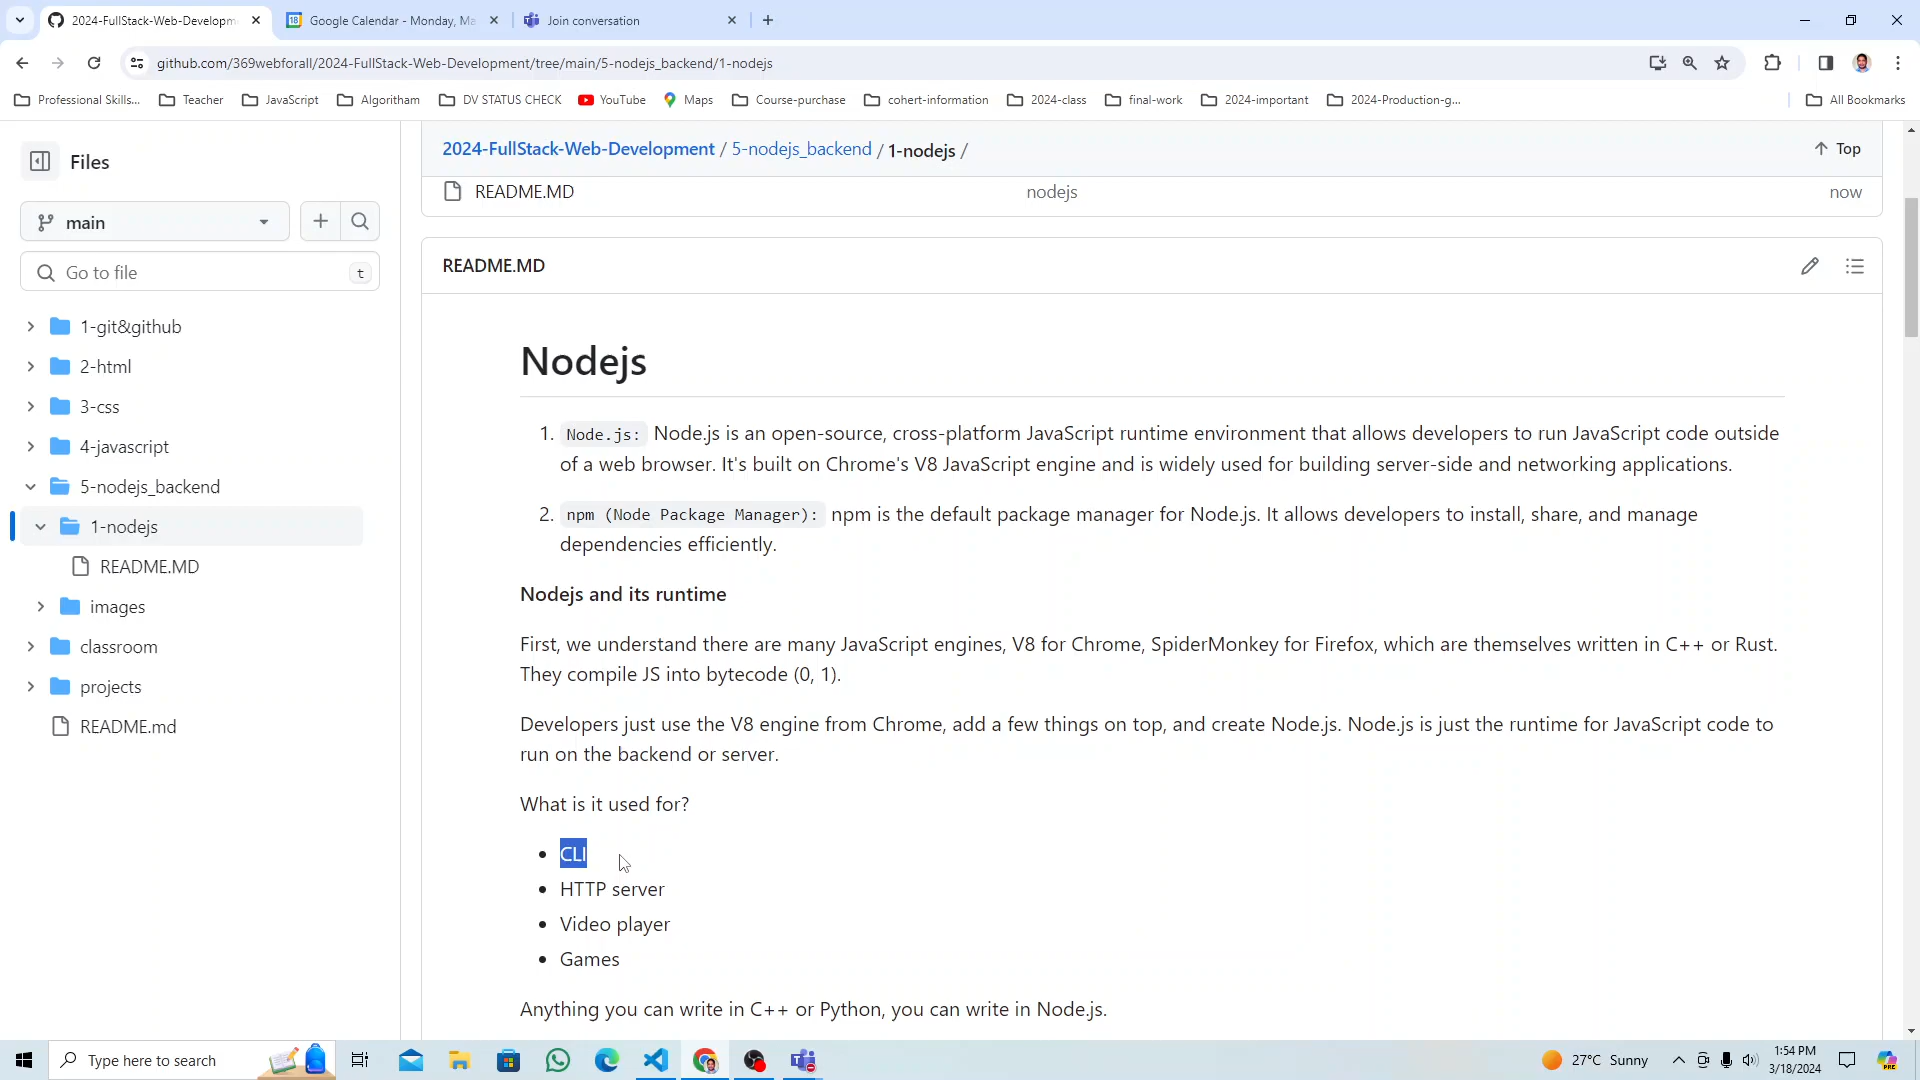 2024-FullStack-Web-Developm
Google Calendar - Monday, Ma
Join conversation
github.com/369webforall/2024-FullStack-Web-Development/tree/main/5-nodejs_backend/1-nodejs
Professional Skills...
Teacher
JavaScript
Algoritham
DV STATUS CHECK
YouTube
Maps
Course-purchase
cohert-information
2024-class
final-work
2024-important
2024-Production-g...
All Bookmarks
Files
main
Go to file
t
1-git&github
2-html
3-css
4-javascript
5-nodejs_backend
1-nodejs
README.MD
images
classroom
projects
README.md
2024-FullStack-Web-Development / 5-nodejs_backend / 1-nodejs /
Top
README.MD nodejs now
README.MD
Nodejs
1. Node.js: Node.js is an open-source, cross-platform JavaScript runtime environment that allows developers to run JavaScript code outside
of a web browser. It's built on Chrome's V8 JavaScript engine and is widely used for building server-side and networking applications.
2. npm (Node Package Manager): npm is the default package manager for Node.js. It allows developers to install, share, and manage
dependencies efficiently.
Nodejs and its runtime
First, we understand there are many JavaScript engines, V8 for Chrome, SpiderMonkey for Firefox, which are themselves written in C++ or Rust.
They compile JS into bytecode (0, 1).
Developers just use the V8 engine from Chrome, add a few things on top, and create Node.js. Node.js is just the runtime for JavaScript code to
run on the backend or server.
What is it used for?
• CLI
• HTTP server
• Video player
• Games
Anything you can write in C++ or Python, you can write in Node.js.
Type here to search
27°C Sunny
1:54 PM
3/18/2024
PRE